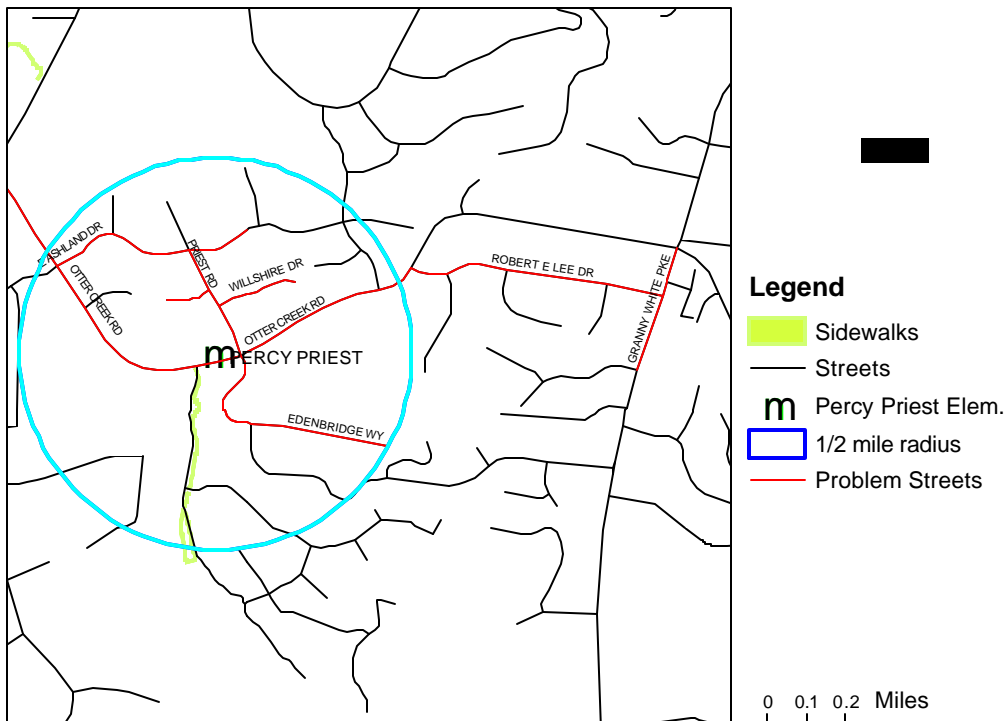 E ASHLAND DR
PRIEST RD
WILLSHIRE DR
OTTER CREEK RD
OTTER CREEK RD
ROBERT E LEE DR
GRANNY WHITE PKE
m PERCY PRIEST
EDENBRIDGE WY
Legend
Sidewalks
Streets
m Percy Priest Elem.
1/2 mile radius
Problem Streets
0 0.1 0.2 Miles